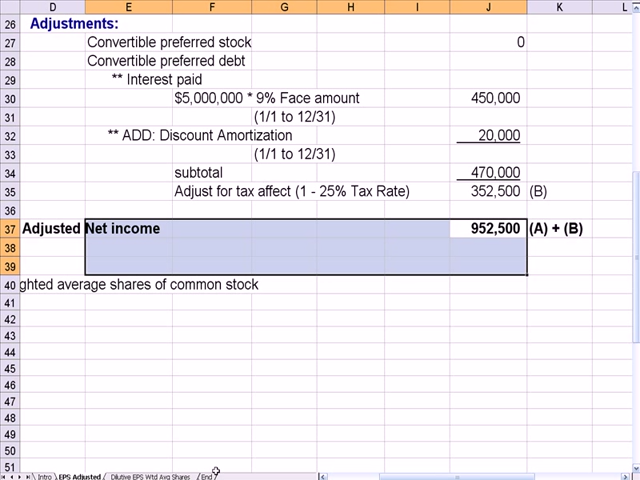 D E F G H I J K L
26 Adjustments:
27 Convertible preferred stock 0
28 Convertible preferred debt
29 ** Interest paid
30 $5,000,000 * 9% Face amount 450,000
31 (1/1 to 12/31)
32 ** ADD: Discount Amortization 20,000
33 (1/1 to 12/31)
34 subtotal 470,000
35 Adjust for tax affect (1 - 25% Tax Rate) 352,500 (B)
36
37 Adjusted Net income 952,500 (A) + (B)
38
39
40 ghted average shares of common stock
41
42
43
44
45
46
47
48
49
50
51
Intro EPS Adjusted Dilutive EPS Wtd Avg Shares End